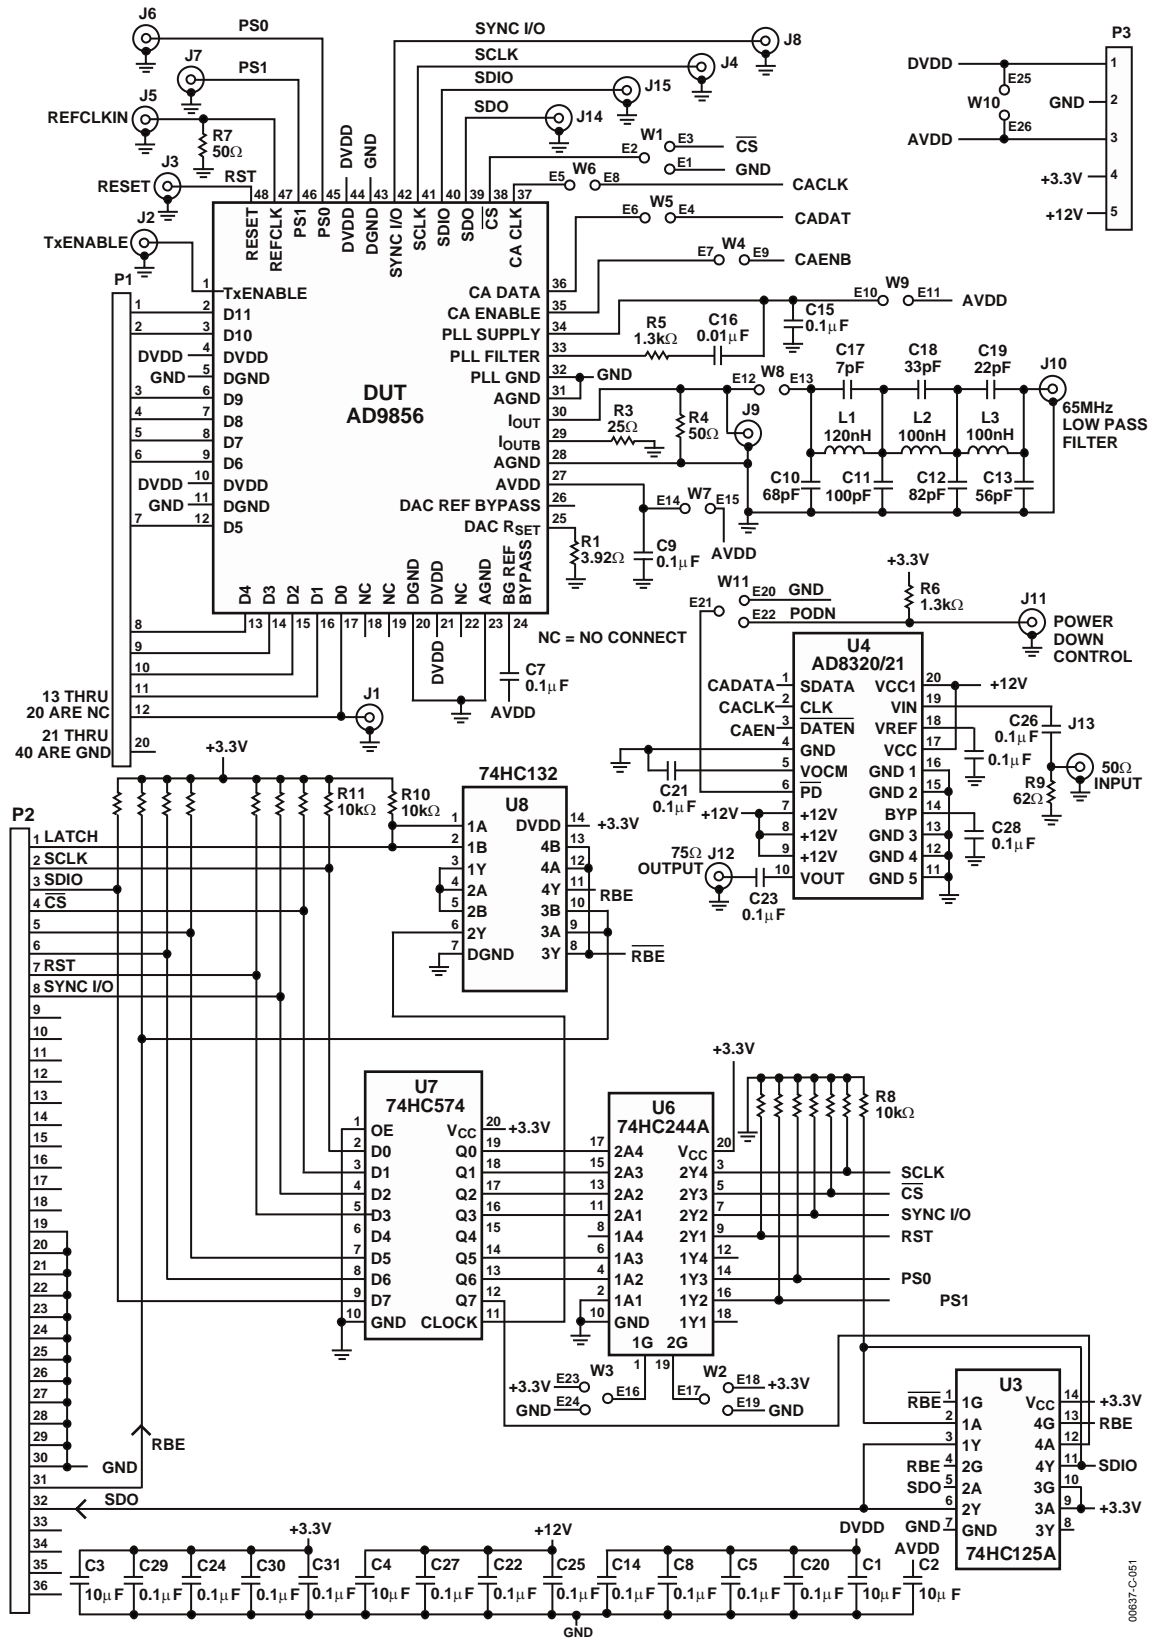 J6 PS0 SYNC I/O J8
J7 PS1 SCLK J4
J5 SDIO J15
REFCLKIN SDO J14
R7
50Ω
DVDD
GND
J3
RESET RST
J2
TxENABLE
P3
DVDD 1
E25
W10 GND 2
E26
AVDD 3
+3.3V 4
+12V 5
W1 E3 CS
E2
E1 GND
E5 W6 E8 CACLK
E6 W5 E4 CADAT
E7 W4 E9 CAENB
E10 W9 E11 AVDD
48 47 46 45 44 43 42 41 40 39 38 37
RESET
REFCLK
PS1
PS0
DVDD
DGND
SYNC I/O
SCLK
SDIO
SDO
CS
CA CLK
DUT
AD9856
P1
1 TxENABLE
1 2 D11
2 3 D10
DVDD 4 DVDD
GND 5 DGND
3 6 D9
4 7 D8
5 8 D7
6 9 D6
DVDD 10 DVDD
GND 11 DGND
7 12 D5
CA DATA 36
CA ENABLE 35
PLL SUPPLY 34
PLL FILTER 33
PLL GND 32 GND
AGND 31
IOUT 30
IOUTB 29
AGND 28
AVDD 27
DAC REF BYPASS 26
DAC RSET 25
D4
D3
D2
D1
D0
NC
NC
DGND
DVDD
NC
AGND
BG REF
BYPASS
13 14 15 16 17 18 19 20 21 22 23 24
R5
1.3kΩ
C16
0.01μF
C15
0.1μF
E12 W8 E13
C17
7pF
C18
33pF
C19
22pF
J10
L1
120nH
L2
100nH
L3
100nH
65MHz
LOW PASS
FILTER
C10
68pF
C11
100pF
C12
82pF
C13
56pF
R3
25Ω
R4
50Ω
J9
E14 W7 E15
AVDD
C9
0.1μF
R1
3.92Ω
NC = NO CONNECT
DVDD
C7
0.1μF
AVDD
8
9
10
11
12
20
13 THRU
20 ARE NC
21 THRU
40 ARE GND
J1
W11 E20 GND
E21
E22 PODN
+3.3V
R6
1.3kΩ
J11
POWER
DOWN
CONTROL
U4
AD8320/21
CADATA 1 SDATA VCC1 20 +12V
CACLK 2 CLK VIN 19
CAEN 3 DATEN VREF 18
4 GND VCC 17
5 VOCM GND 1 16
6 PD GND 2 15
+12V 7 +12V BYP 14
8 +12V GND 3 13
9 +12V GND 4 12
10 VOUT GND 5 11
C21
0.1μF
C26
0.1μF
0.1μF
J13
50Ω
INPUT
R9
62Ω
C28
0.1μF
75Ω
OUTPUT
J12
C23
0.1μF
+3.3V
R11
10kΩ
R10
10kΩ
74HC132
U8
1 1A DVDD 14 +3.3V
2 1B 4B 13
3 1Y 4A 12
4 2A 4Y 11 RBE
5 2B 3B 10
6 2Y 3A 9
7 DGND 3Y 8 RBE
P2
1 LATCH
2 SCLK
3 SDIO
4 CS
5
6
7 RST
8 SYNC I/O
9
10
11
12
13
14
15
16
17
18
19
20
21
22
23
24
25
26
27
28
29
30 GND
31
32 SDO
33
34
35
36
RBE
U7
74HC574
1 OE VCC 20 +3.3V
2 D0 Q0 19
3 D1 Q1 18
4 D2 Q2 17
5 D3 Q3 16
6 D4 Q4 15
7 D5 Q5 14
8 D6 Q6 13
9 D7 Q7 12
10 GND CLOCK 11
U6
74HC244A
+3.3V
17 2A4 VCC 20
15 2A3 2Y4 3 SCLK
13 2A2 2Y3 5 CS
11 2A1 2Y2 7 SYNC I/O
8 1A4 2Y1 9 RST
6 1A3 1Y4 12
4 1A2 1Y3 14 PS0
2 1A1 1Y2 16 PS1
10 GND 1Y1 18
1G 2G
1 19
R8
10kΩ
W3
+3.3V E23
E16
GND E24
W2
E17
E18 +3.3V
E19 GND
U3
RBE 1 1G VCC 14 +3.3V
2 1A 4G 13 RBE
3 1Y 4A 12
RBE 4 2G 4Y 11 SDIO
SDO 5 2A 3G 10
6 2Y 3A 9 +3.3V
GND 7 GND 3Y 8
74HC125A
+3.3V +12V DVDD AVDD
C3
10μF
C29
0.1μF
C24
0.1μF
C30
0.1μF
C31
0.1μF
C4
10μF
C27
0.1μF
C22
0.1μF
C25
0.1μF
C14
0.1μF
C8
0.1μF
C5
0.1μF
C20
0.1μF
C1
10μF
C2
10μF
GND
00637-C-051